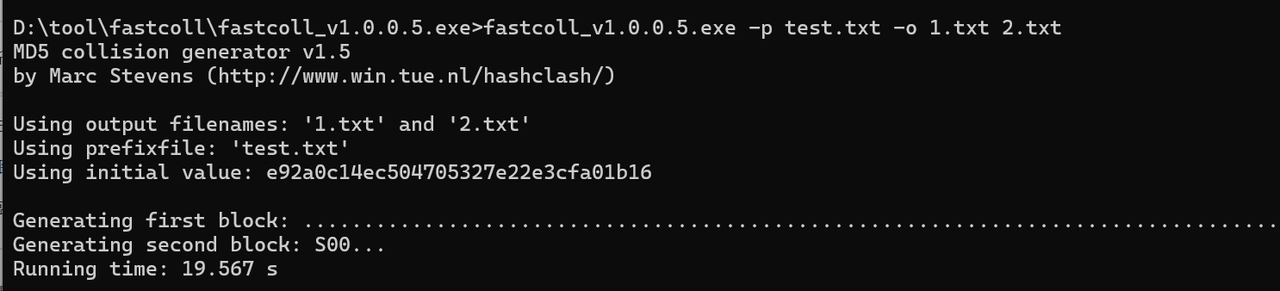 D:\tool\fastcoll\fastcoll_v1.0.0.5.exe>fastcoll_v1.0.0.5.exe -p test.txt -o 1.txt 2.txt
MD5 collision generator v1.5
by Marc Stevens (http://www.win.tue.nl/hashclash/)
Using output filenames: '1.txt' and '2.txt'
Using prefixfile: 'test.txt'
Using initial value: e92a0c14ec504705327e22e3cfa01b16
Generating first block: .................................................................................
Generating second block: S00...
Running time: 19.567 s